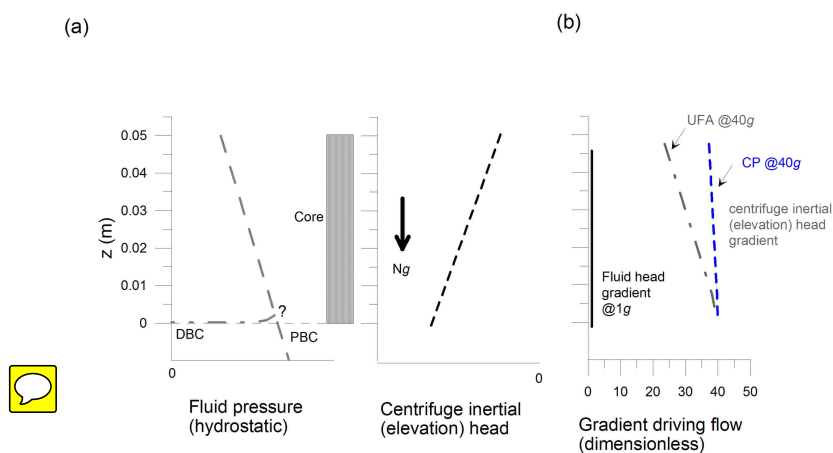 (a)
(b)
0.05
0.04
0.03
0.02
0.01
0
z (m)
DBC
?
PBC
0
Fluid pressure
(hydrostatic)
Core
Ng
0
Centrifuge inertial
(elevation) head
UFA @40g
CP @40g
centrifuge inertial
(elevation) head
gradient
Fluid head
gradient
@1g
0 10 20 30 40 50
Gradient driving flow
(dimensionless)